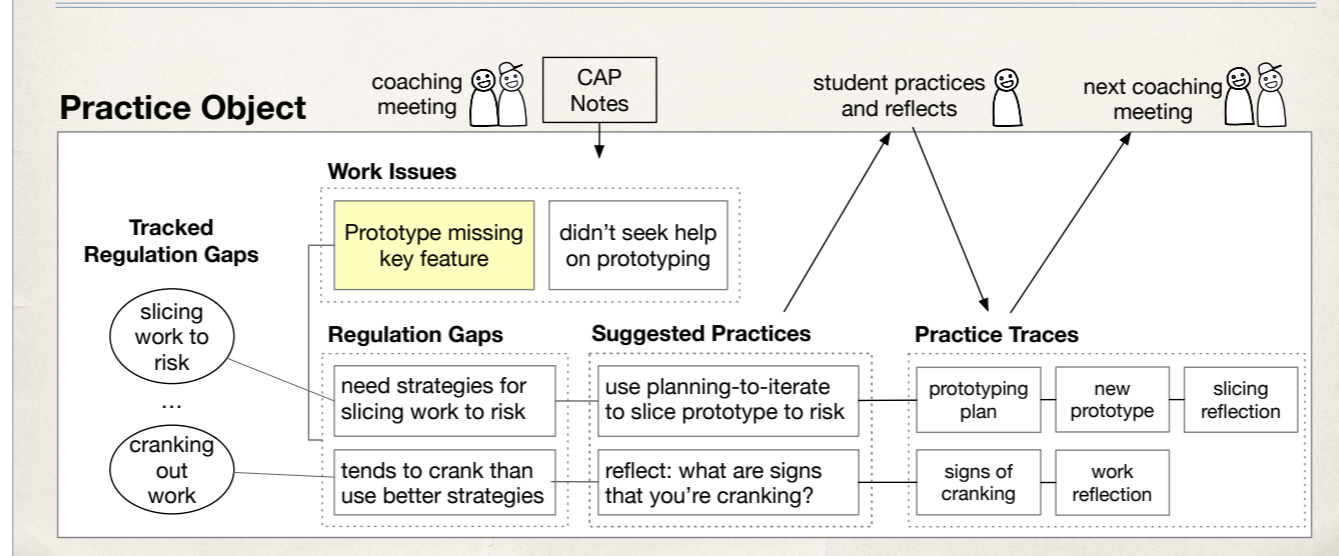 coaching
meeting
CAP
Notes
student practices
and reflects
next coaching
meeting
Practice Object
Work Issues
Prototype missing
key feature
didn’t seek help
on prototyping
Tracked
Regulation Gaps
slicing
work to
risk
...
cranking
out
work
Regulation Gaps
need strategies for
slicing work to risk
tends to crank than
use better strategies
Suggested Practices
use planning-to-iterate
to slice prototype to risk
reflect: what are signs
that you’re cranking?
Practice Traces
prototyping
plan
new
prototype
slicing
reflection
signs of
cranking
work
reflection